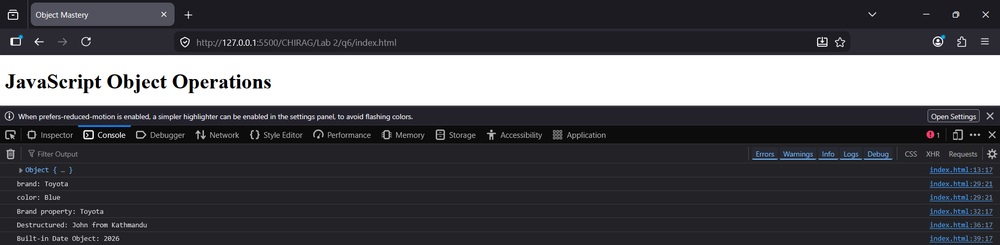 Object Mastery
http://127.0.0.1:5500/CHIRAG/Lab 2/q6/index.html
JavaScript Object Operations
When prefers-reduced-motion is enabled, a simpler highlighter can be enabled in the settings panel, to avoid flashing colors. Open Settings
Inspector Console Debugger Network Style Editor Performance Memory Storage Accessibility Application 1
Filter Output Errors Warnings Info Logs Debug CSS XHR Requests
Object { … } index.html:13:17
brand: Toyota index.html:29:21
color: Blue index.html:29:21
Brand property: Toyota index.html:32:17
Destructured: John from Kathmandu index.html:36:17
Built-in Date Object: 2026 index.html:39:17